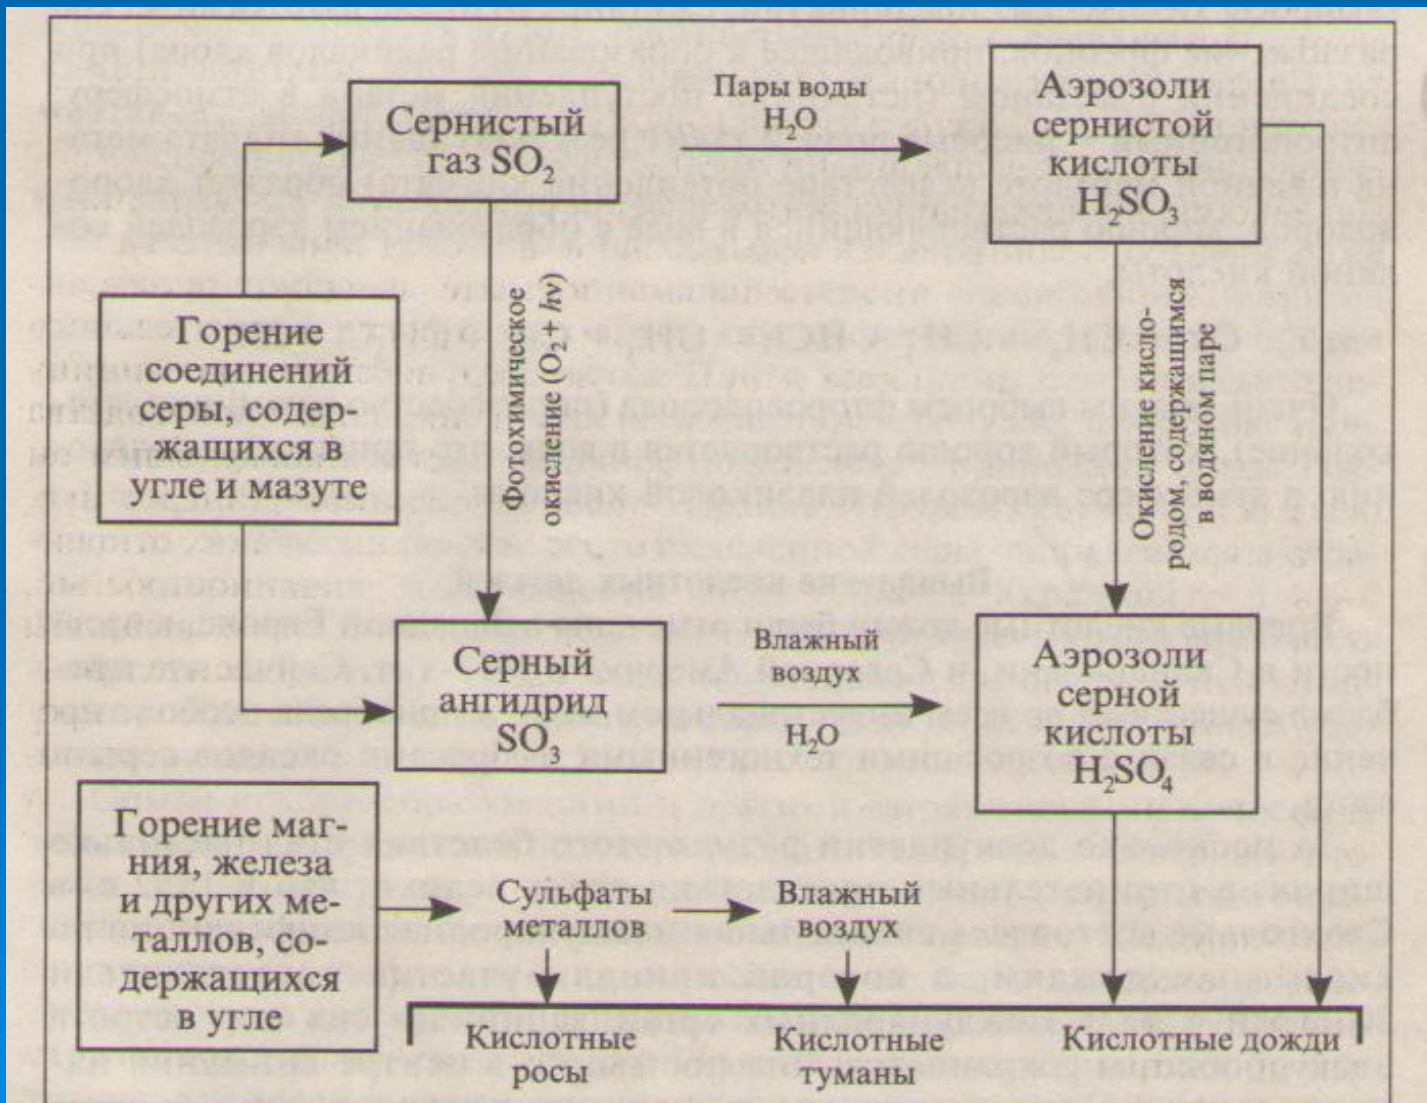 Сернистый
газ SO₂
Пары воды
H₂O
Аэрозоли
сернистой
кислоты
H₂SO₃
Горение
соединений
серы, содер-
жащихся в
угле и мазуте
Фотохимическое
окисление (O₂ + hν)
Окисление кисло-
родом, содержащимся
в водяном паре
Серный
ангидрид
SO₃
Влажный
воздух
H₂O
Аэрозоли
серной
кислоты
H₂SO₄
Горение маг-
ния, железа
и других ме-
таллов, со-
держащихся
в угле
Сульфаты
металлов
Влажный
воздух
Кислотные
росы
Кислотные
туманы
Кислотные дожди